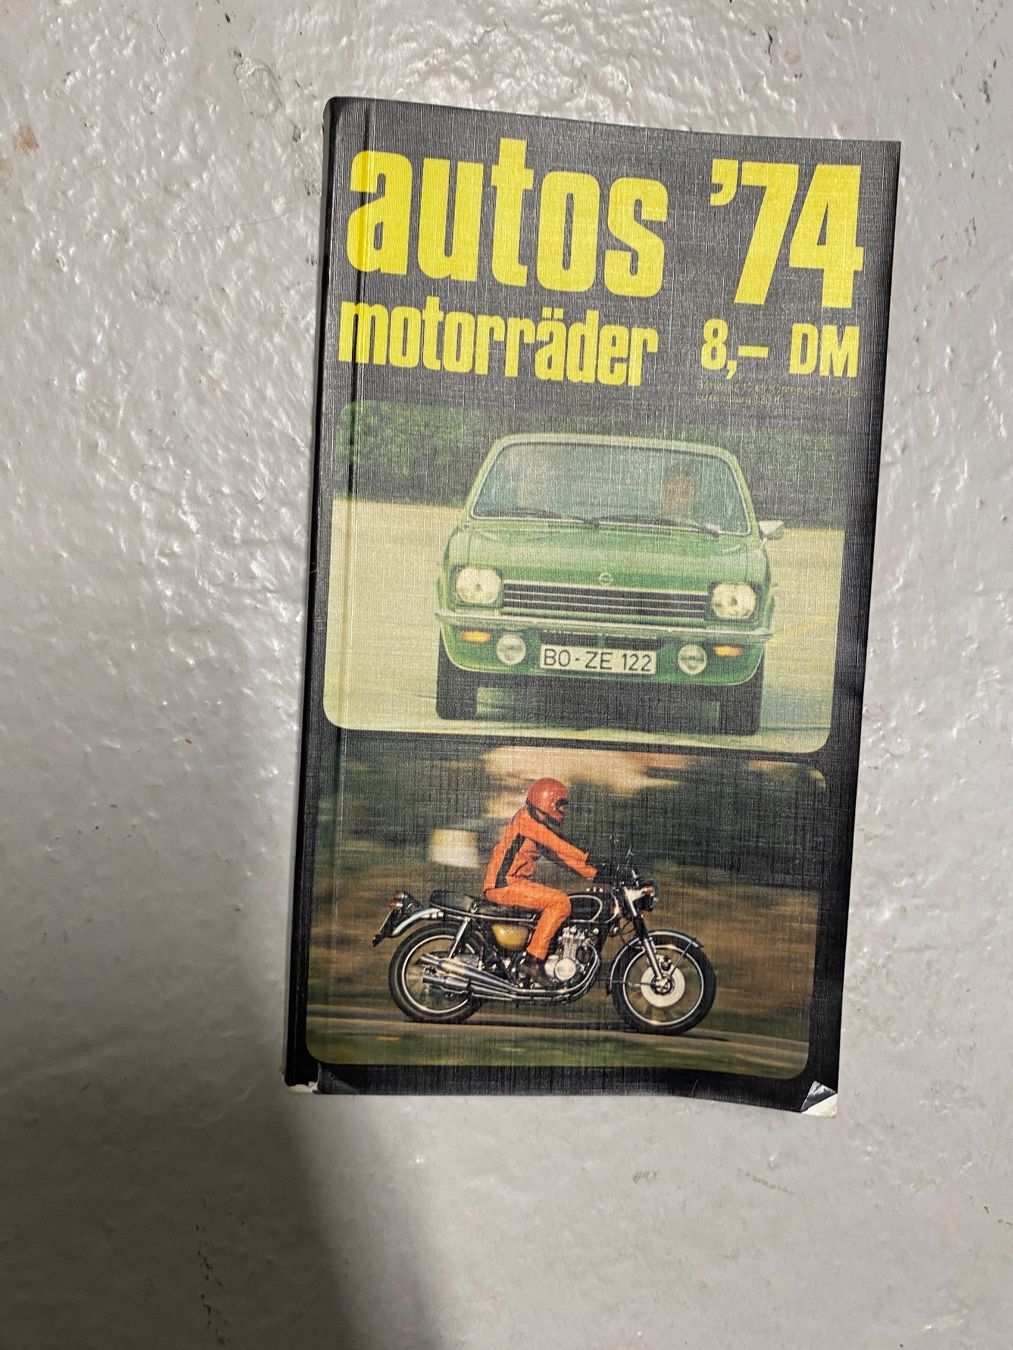 autos '74
motorräder 8,– DM
BO-ZE 122